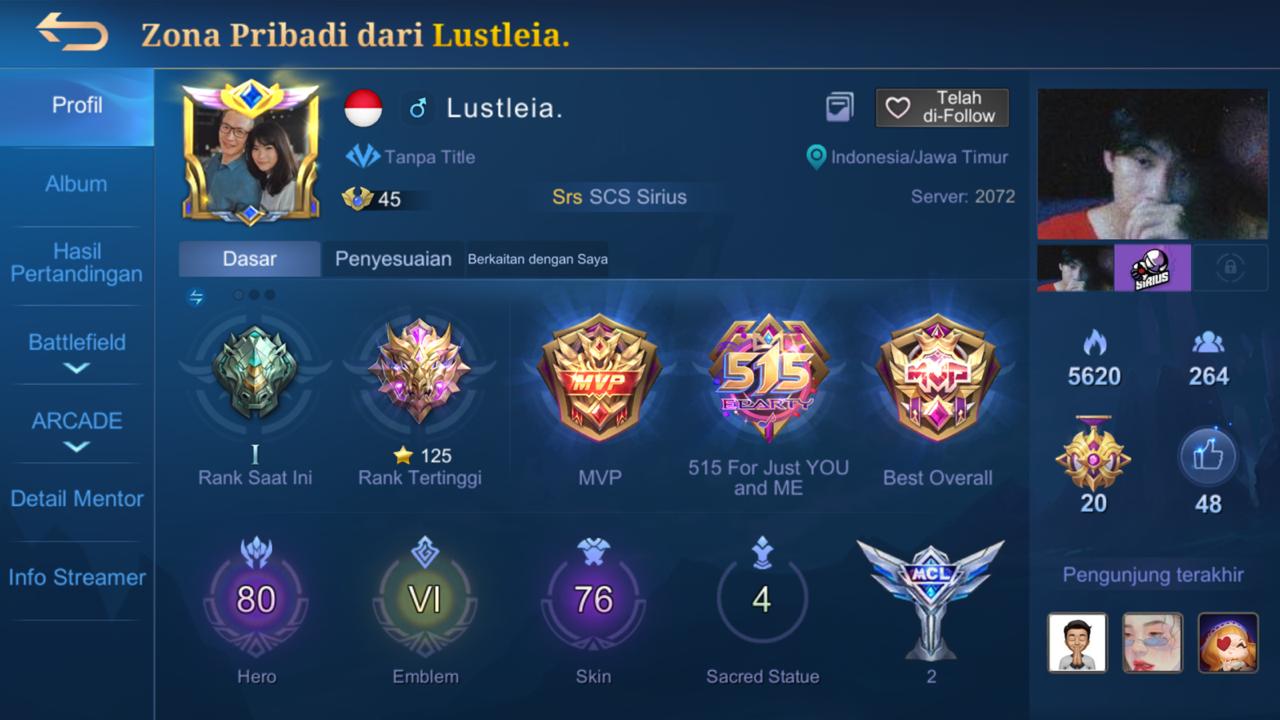 Zona Pribadi dari Lustleia.
Profil
Album
Hasil
Pertandingan
Battlefield
ARCADE
Detail Mentor
Info Streamer
Lustleia.
Tanpa Title
45
Srs SCS Sirius
Telah
di-Follow
Indonesia/Jawa Timur
Server: 2072
Dasar
Penyesuaian
Berkaitan dengan Saya
I
Rank Saat Ini
125
Rank Tertinggi
MVP
MVP
515
EPARTY
515 For Just YOU
and ME
MVP
Best Overall
80
Hero
VI
Emblem
76
Skin
4
Sacred Statue
MCL
2
SIRIUS
5620
264
20
48
Pengunjung terakhir